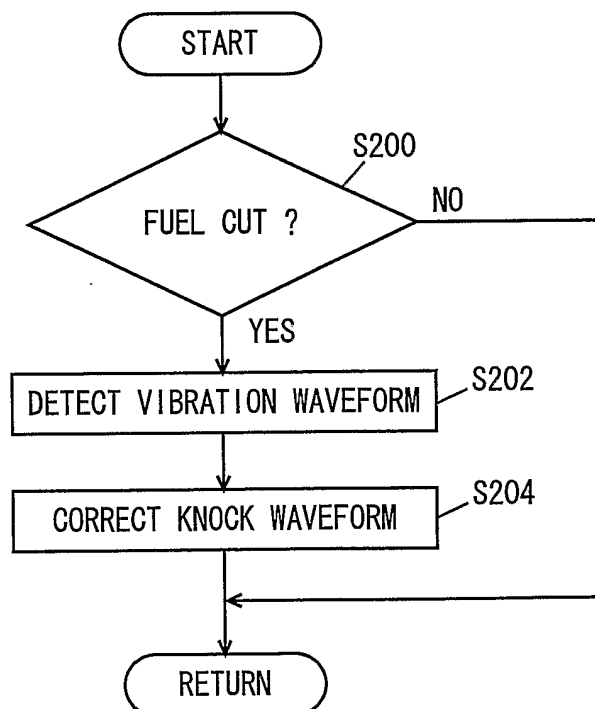 START
S200
FUEL CUT ?
NO
YES
DETECT VIBRATION WAVEFORM
S202
CORRECT KNOCK WAVEFORM
S204
RETURN